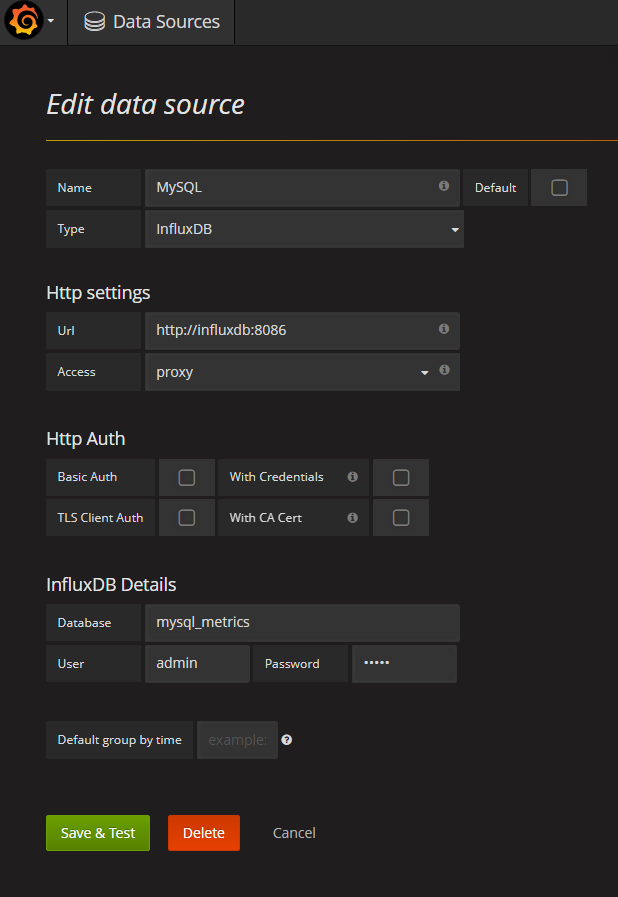 Data Sources
Edit data source
Name MySQL Default
Type InfluxDB
Http settings
Url http://influxdb:8086
Access proxy
Http Auth
Basic Auth With Credentials
TLS Client Auth With CA Cert
InfluxDB Details
Database mysql_metrics
User admin Password •••••
Default group by time example:
Save & Test Delete Cancel